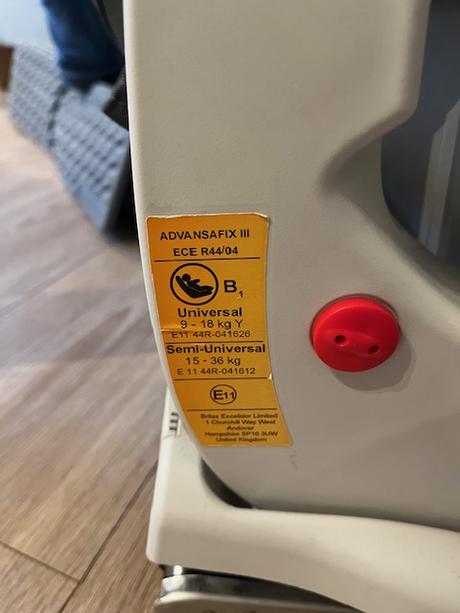 ADVANSAFIX III
ECE R44/04
B1
Universal
9 - 18 kg Y
E11 44R-041626
Semi-Universal
15 - 36 kg
E 11 44R-041612
E11
Britax Excelsior Limited
1 Churchill Way West
Andover
Hampshire SP10 3UW
United Kingdom